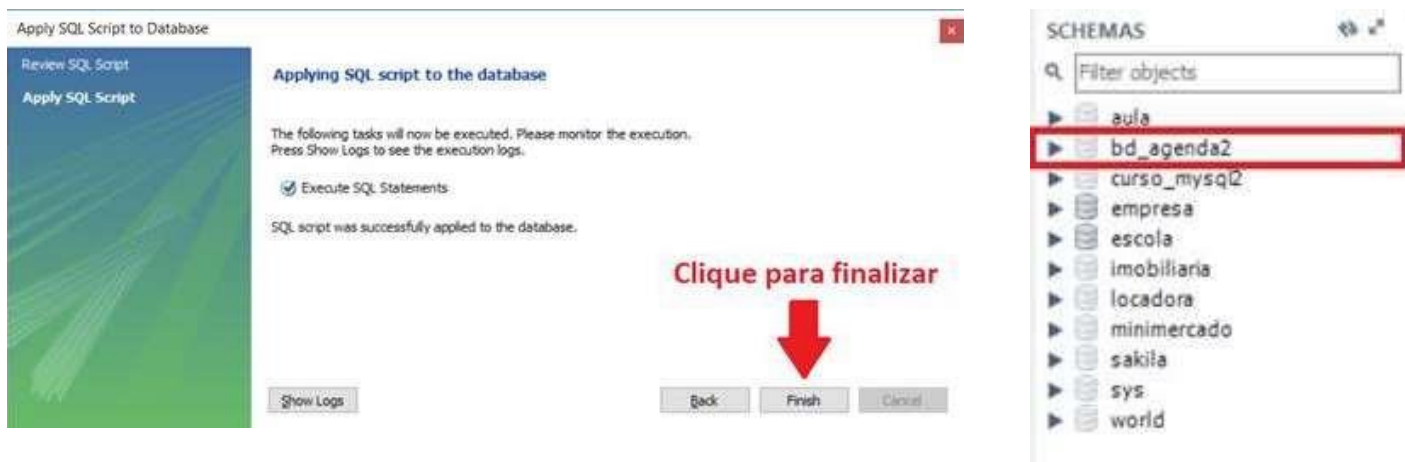 Apply SQL Script to Database
Review SQL Script
Apply SQL Script
Applying SQL script to the database
The following tasks will now be executed. Please monitor the execution.
Press Show Logs to see the execution logs.
Execute SQL Statements
SQL script was successfully applied to the database.
Clique para finalizar
Show Logs
Back
Finish
Cancel
SCHEMAS
Filter objects
aula
bd_agenda2
curso_mysql2
empresa
escola
imobiliaria
locadora
minimercado
sakila
sys
world